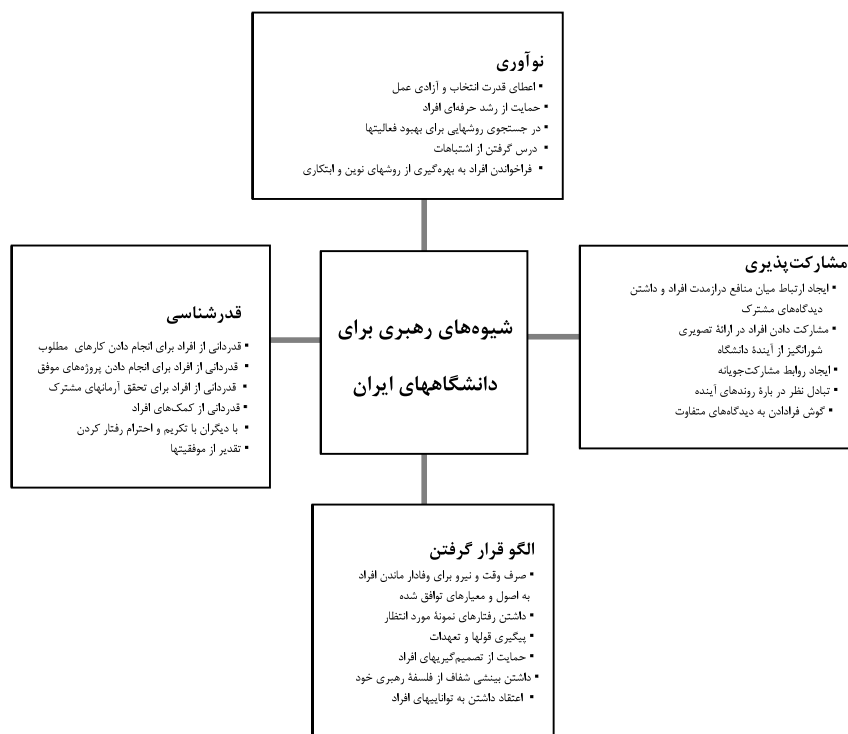 نوآوری
▪ اعطای قدرت انتخاب و آزادی عمل
▪ حمایت از رشد حرفه‌ای افراد
▪ در جستجوی روشهایی برای بهبود فعالیتها
▪ درس گرفتن از اشتباهات
▪ فراخواندن افراد به بهره‌گیری از روشهای نوین و ابتکاری
مشارکت‌پذیری
▪ ایجاد ارتباط میان منافع درازمدت افراد و داشتن
دیدگاه‌های مشترک
▪ مشارکت دادن افراد در ارائهٔ تصویری
شورانگیز از آیندهٔ دانشگاه
▪ ایجاد روابط مشارکت‌جویانه
▪ تبادل نظر در بارهٔ روندهای آینده
▪ گوش فرادادن به دیدگاه‌های متفاوت
شیوه‌های رهبری برای
دانشگاههای ایران
قدرشناسی
▪ قدردانی از افراد برای انجام دادن کارهای مطلوب
▪ قدردانی از افراد برای انجام دادن پروژه‌های موفق
▪ قدردانی از افراد برای تحقق آرمانهای مشترک
▪ قدردانی از کمک‌های افراد
▪ با دیگران با تکریم و احترام رفتار کردن
▪ تقدیر از موفقیتها
الگو قرار گرفتن
▪ صرف وقت و نیرو برای وفادار ماندن افراد
به اصول و معیارهای توافق شده
▪ داشتن رفتارهای نمونهٔ مورد انتظار
▪ پیگیری قولها و تعهدات
▪ حمایت از تصمیم‌گیریهای افراد
▪ داشتن بینشی شفاف از فلسفهٔ رهبری خود
▪ اعتقاد داشتن به تواناییهای افراد